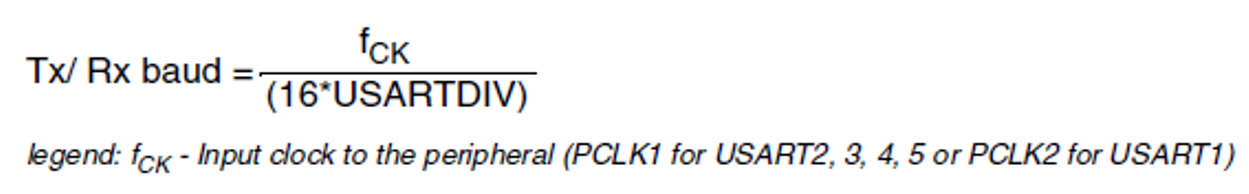 Tx/ Rx baud = fCK
(16*USARTDIV)
legend: fCK - Input clock to the peripheral (PCLK1 for USART2, 3, 4, 5 or PCLK2 for USART1)